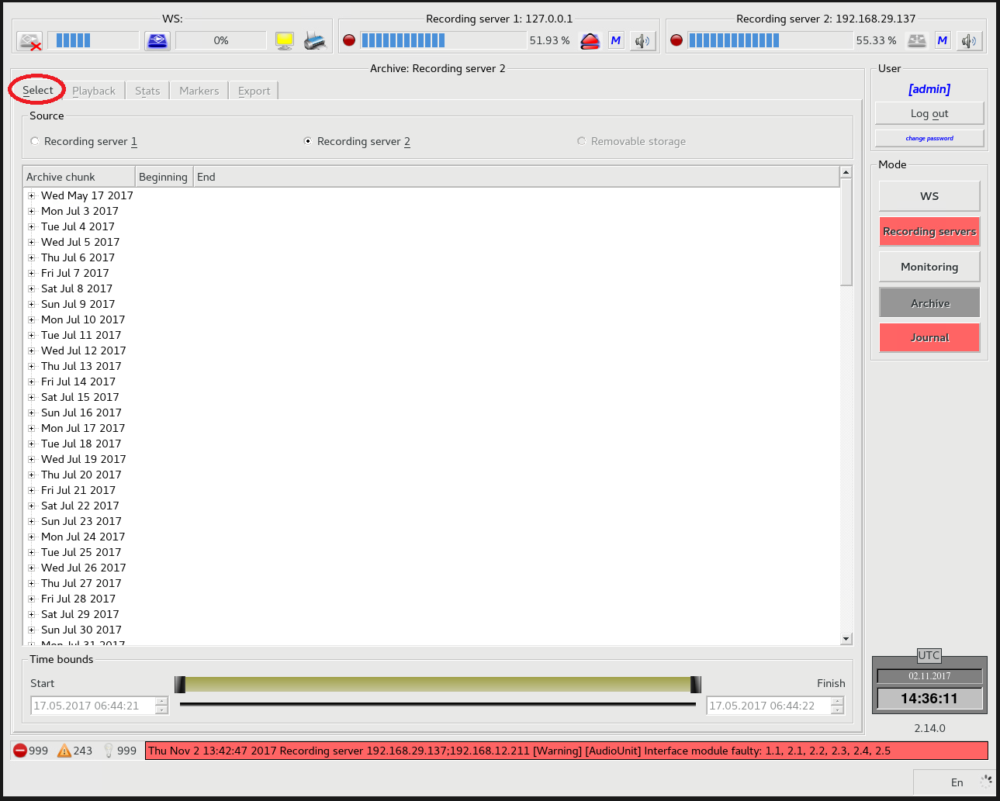 WS:
0%
Recording server 1: 127.0.0.1
51.93 %
M
Recording server 2: 192.168.29.137
55.33 %
M
Archive: Recording server 2
Select
Playback
Stats
Markers
Export
Source
Recording server 1
Recording server 2
Removable storage
Archive chunk
Beginning
End
Wed May 17 2017
Mon Jul 3 2017
Tue Jul 4 2017
Wed Jul 5 2017
Thu Jul 6 2017
Fri Jul 7 2017
Sat Jul 8 2017
Sun Jul 9 2017
Mon Jul 10 2017
Tue Jul 11 2017
Wed Jul 12 2017
Thu Jul 13 2017
Fri Jul 14 2017
Sat Jul 15 2017
Sun Jul 16 2017
Mon Jul 17 2017
Tue Jul 18 2017
Wed Jul 19 2017
Thu Jul 20 2017
Fri Jul 21 2017
Sat Jul 22 2017
Sun Jul 23 2017
Mon Jul 24 2017
Tue Jul 25 2017
Wed Jul 26 2017
Thu Jul 27 2017
Fri Jul 28 2017
Sat Jul 29 2017
Sun Jul 30 2017
Mon Jul 31 2017
Time bounds
Start
Finish
17.05.2017 06:44:21
17.05.2017 06:44:22
User
[admin]
Log out
change password
Mode
WS
Recording servers
Monitoring
Archive
Journal
UTC
02.11.2017
14:36:11
2.14.0
999
243
999
Thu Nov 2 13:42:47 2017 Recording server 192.168.29.137;192.168.12.211 [Warning] [AudioUnit] Interface module faulty: 1.1, 2.1, 2.2, 2.3, 2.4, 2.5
En